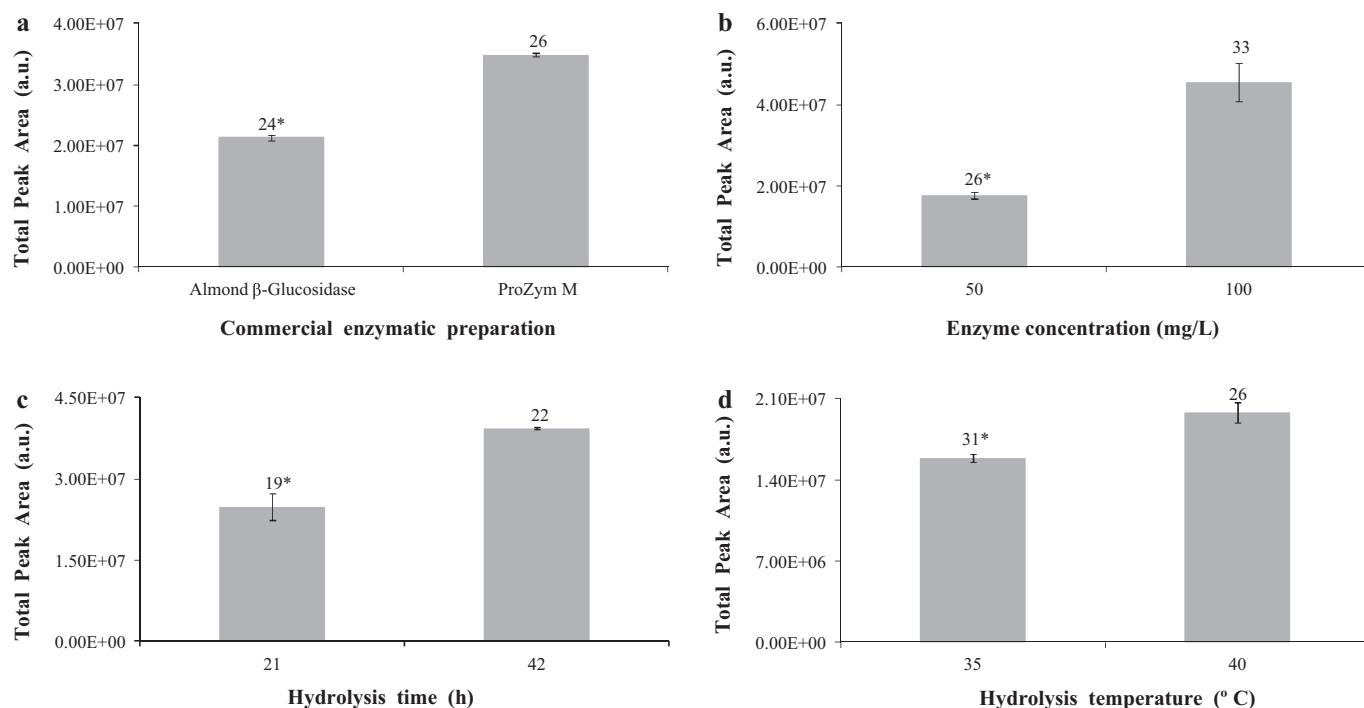 a
Total Peak Area (a.u.)
4.00E+07
3.00E+07
2.00E+07
1.00E+07
0.00E+00
24*
26
Almond β-Glucosidase
ProZym M
Commercial enzymatic preparation
b
Total Peak Area (a.u.)
6.00E+07
4.00E+07
2.00E+07
0.00E+00
26*
33
50
100
Enzyme concentration (mg/L)
c
Total Peak Area (a.u.)
4.50E+07
3.00E+07
1.50E+07
0.00E+00
19*
22
21
42
Hydrolysis time (h)
d
Total Peak Area (a.u.)
2.10E+07
1.40E+07
7.00E+06
0.00E+00
31*
26
35
40
Hydrolysis temperature (º C)